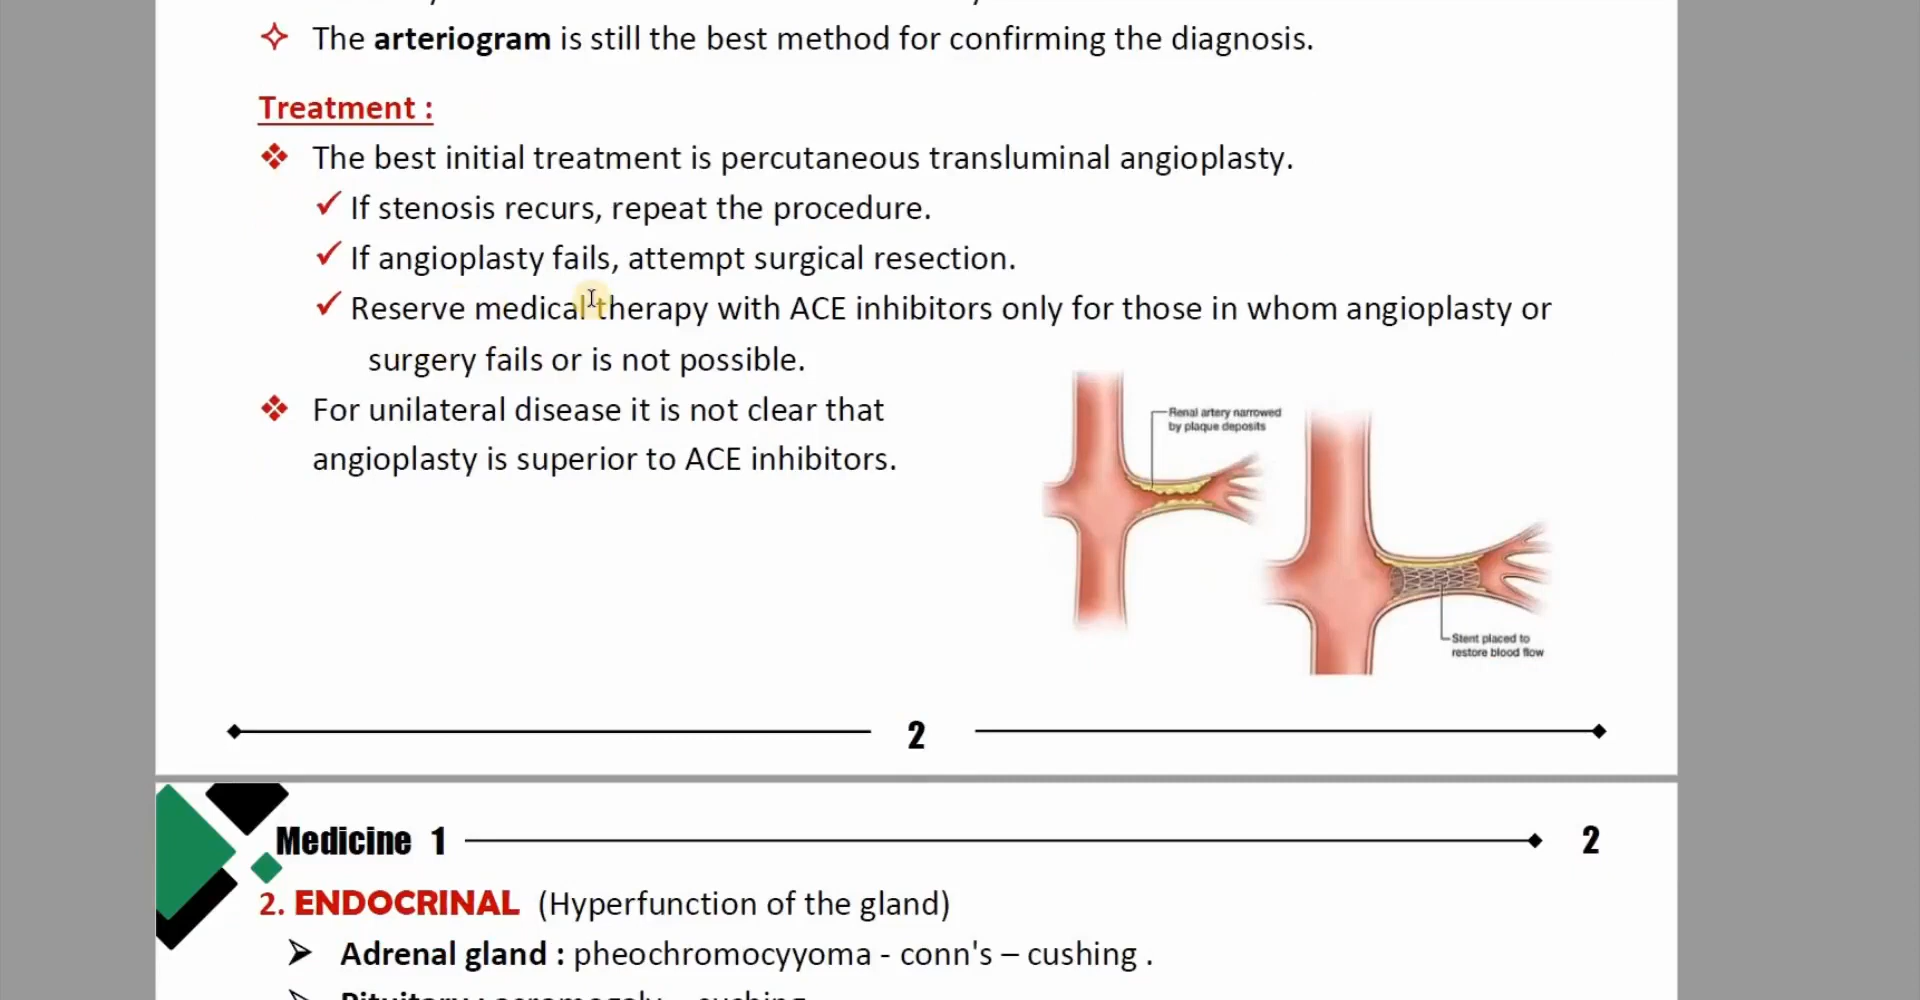 The arteriogram is still the best method for confirming the diagnosis.
Treatment :
The best initial treatment is percutaneous transluminal angioplasty.
If stenosis recurs, repeat the procedure.
If angioplasty fails, attempt surgical resection.
Reserve medical therapy with ACE inhibitors only for those in whom angioplasty or
surgery fails or is not possible.
For unilateral disease it is not clear that
angioplasty is superior to ACE inhibitors.
Renal artery narrowed
by plaque deposits
Stent placed to
restore blood flow
2
Medicine 1
2
2. ENDOCRINAL (Hyperfunction of the gland)
Adrenal gland : pheochromocyyoma - conn's – cushing .